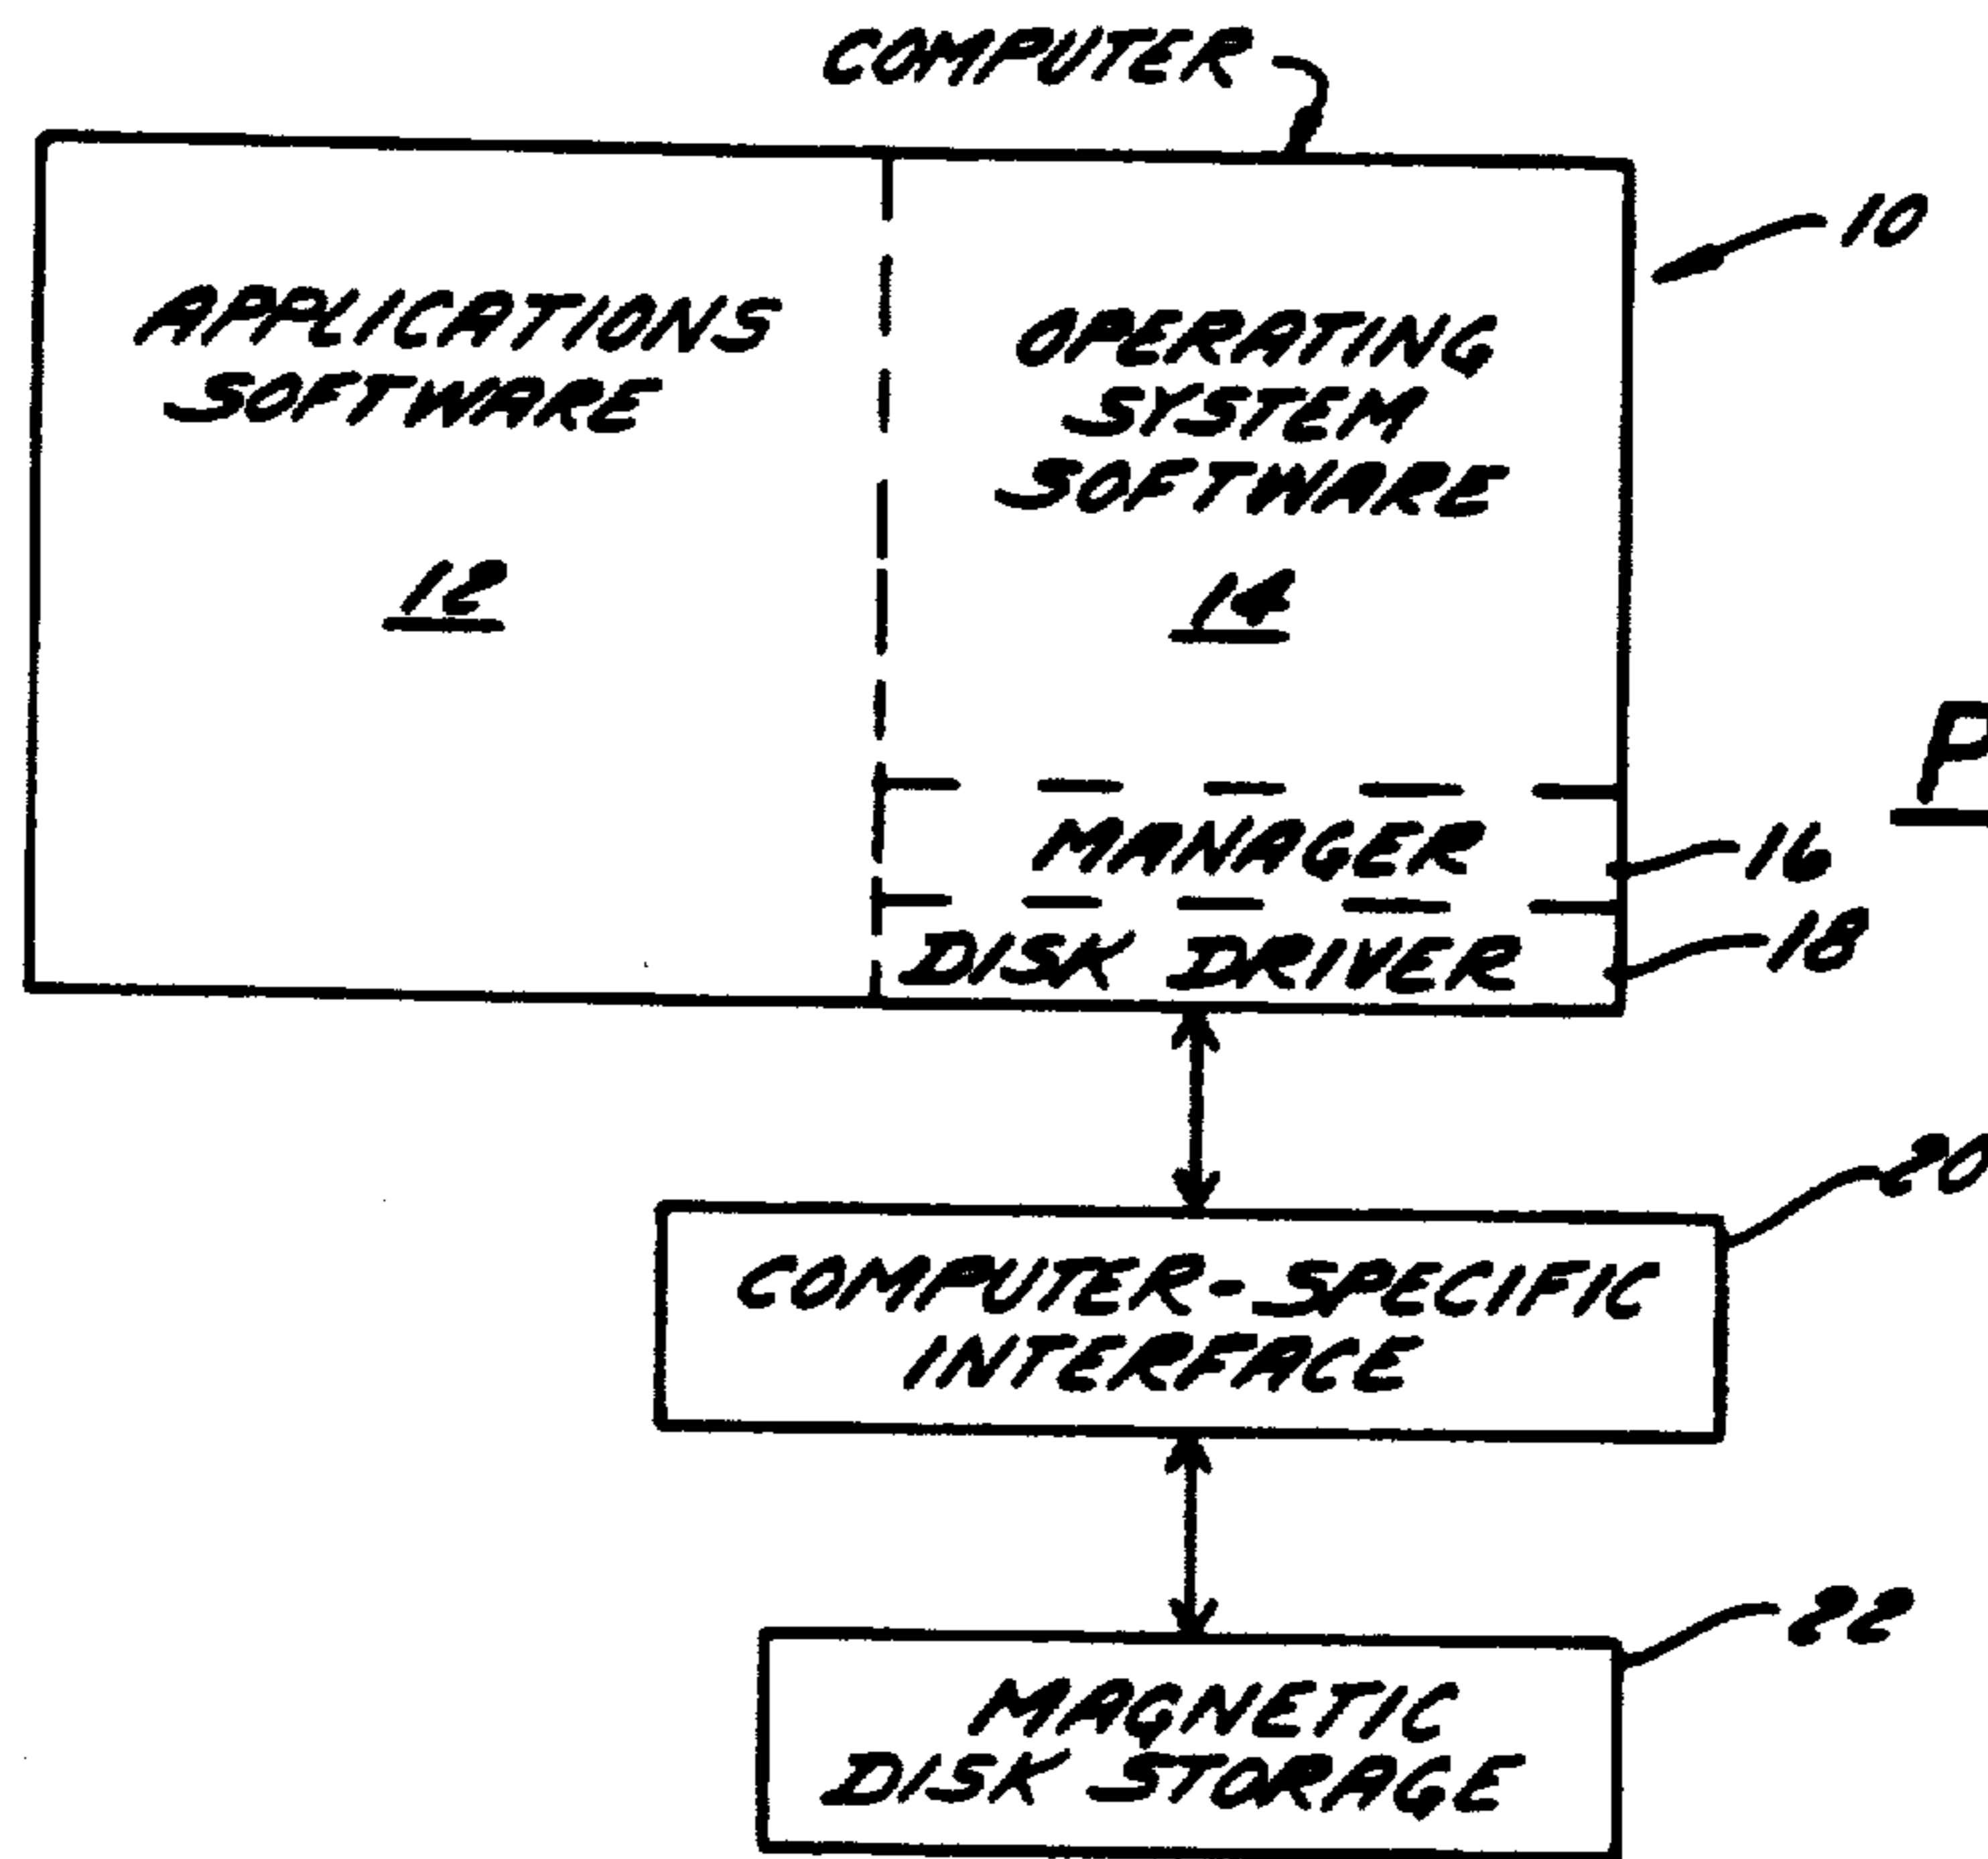 COMPUTER
10
APPLICATIONS
SOFTWARE
12
OPERATING
SYSTEM
SOFTWARE
14
P
MANAGER
16
DISK DRIVER
18
20
COMPUTER-SPECIFIC
INTERFACE
22
MAGNETIC
DISK STORAGE